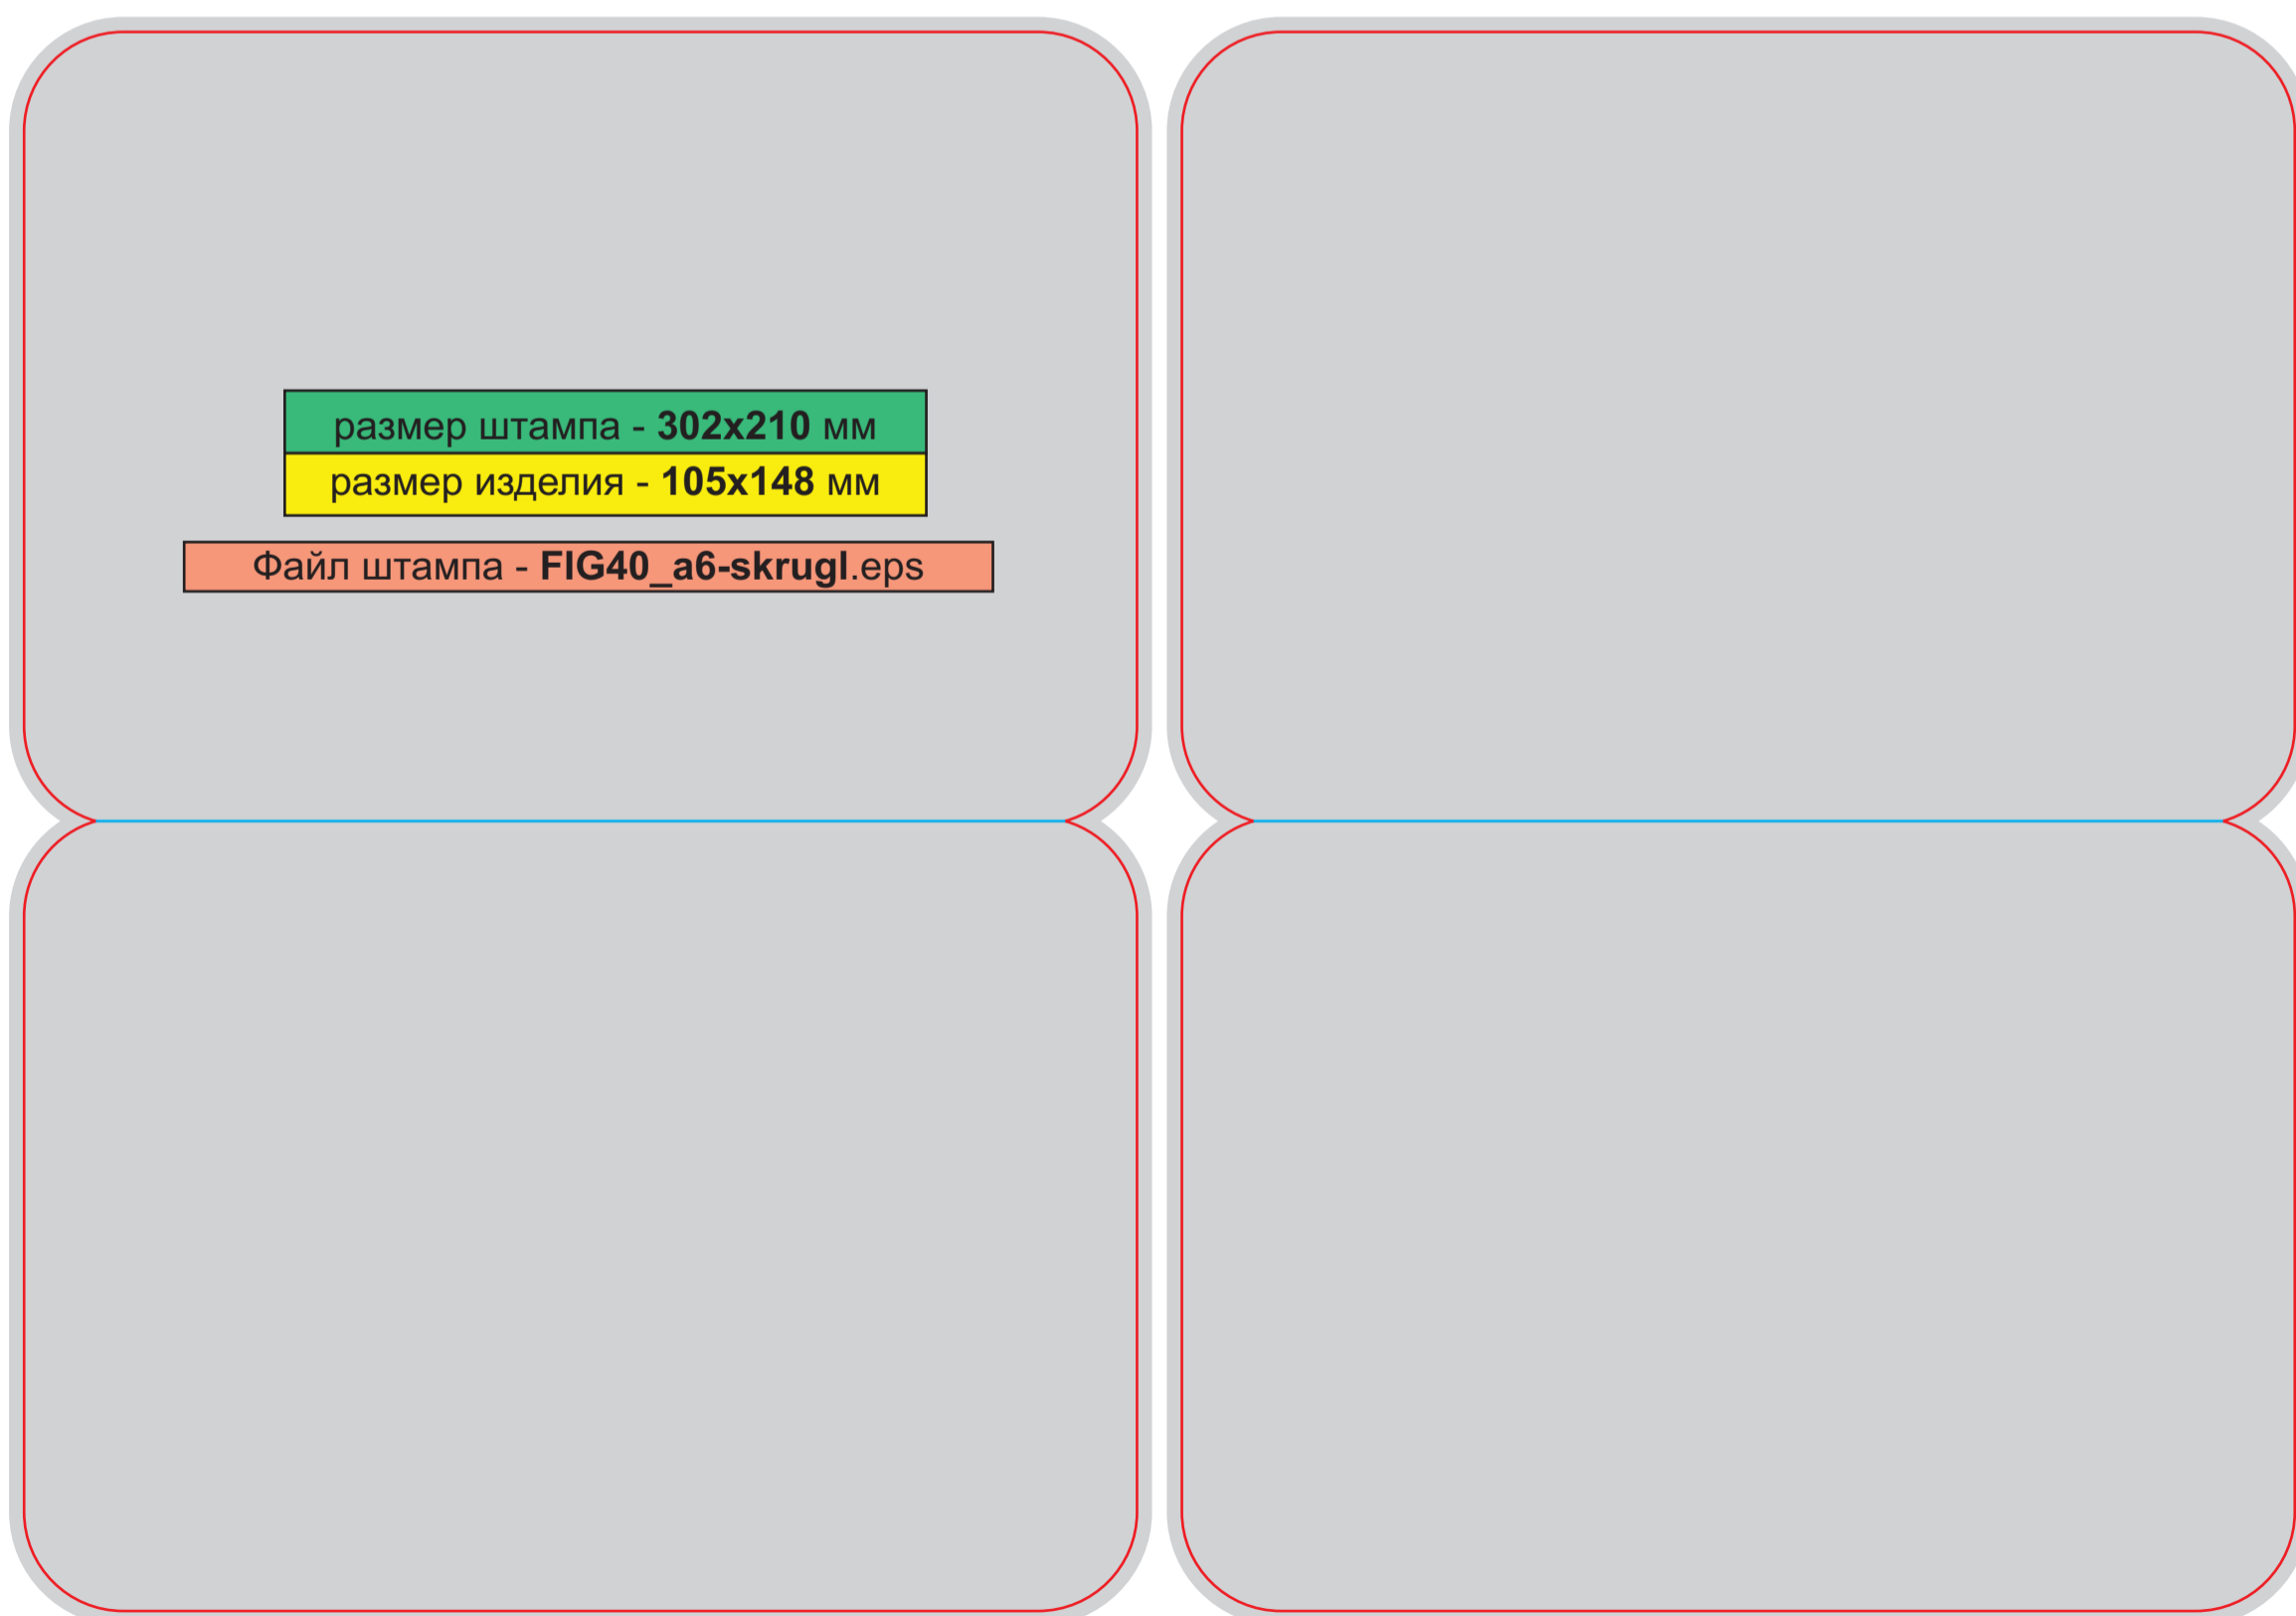 размер штампа - 302x210 мм
размер изделия - 105x148 мм
Файл штампа - FIG40_a6-skrugl.eps